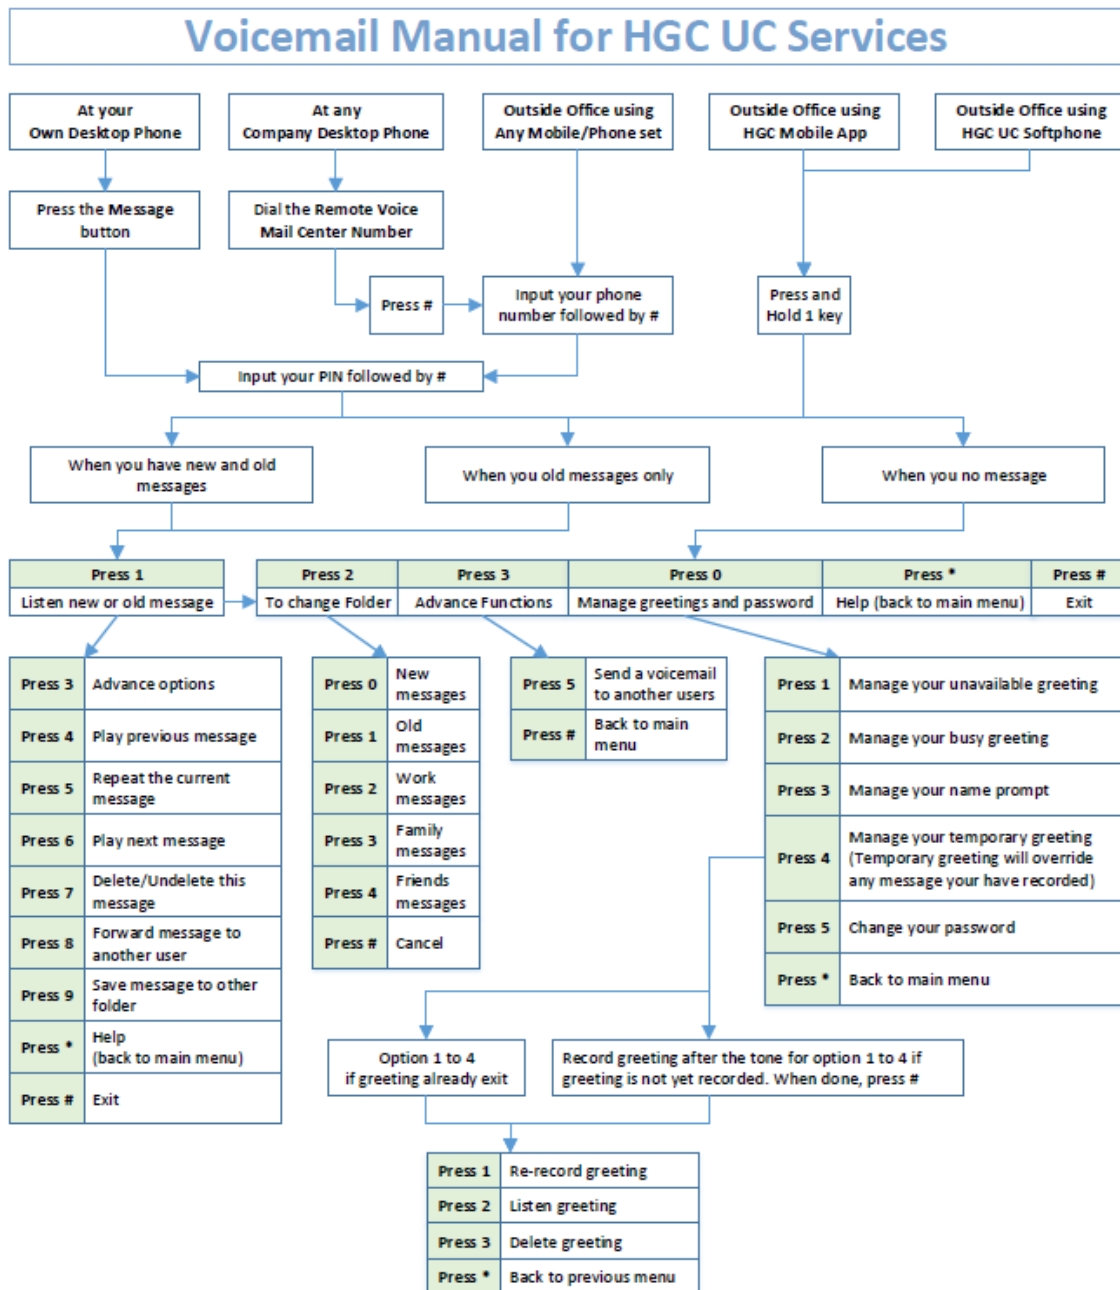 Voicemail Manual for HGC UC Services
At your
Own Desktop Phone
At any
Company Desktop Phone
Outside Office using
Any Mobile/Phone set
Outside Office using
HGC Mobile App
Outside Office using
HGC UC Softphone
Press the Message
button
Dial the Remote Voice
Mail Center Number
Press #
Input your phone
number followed by #
Press and
Hold 1 key
Input your PIN followed by #
When you have new and old
messages
When you old messages only
When you no message
Press 1
Listen new or old message
Press 2
To change Folder
Press 3
Advance Functions
Press 0
Manage greetings and password
Press *
Help (back to main menu)
Press #
Exit
Press 3
Advance options
Press 4
Play previous message
Press 5
Repeat the current
message
Press 6
Play next message
Press 7
Delete/Undelete this
message
Press 8
Forward message to
another user
Press 9
Save message to other
folder
Press *
Help
(back to main menu)
Press #
Exit
Press 0
New
messages
Press 1
Old
messages
Press 2
Work
messages
Press 3
Family
messages
Press 4
Friends
messages
Press #
Cancel
Press 5
Send a voicemail
to another users
Press #
Back to main
menu
Press 1
Manage your unavailable greeting
Press 2
Manage your busy greeting
Press 3
Manage your name prompt
Press 4
Manage your temporary greeting
(Temporary greeting will override
any message your have recorded)
Press 5
Change your password
Press *
Back to main menu
Option 1 to 4
if greeting already exit
Record greeting after the tone for option 1 to 4 if
greeting is not yet recorded. When done, press #
Press 1
Re-record greeting
Press 2
Listen greeting
Press 3
Delete greeting
Press *
Back to previous menu